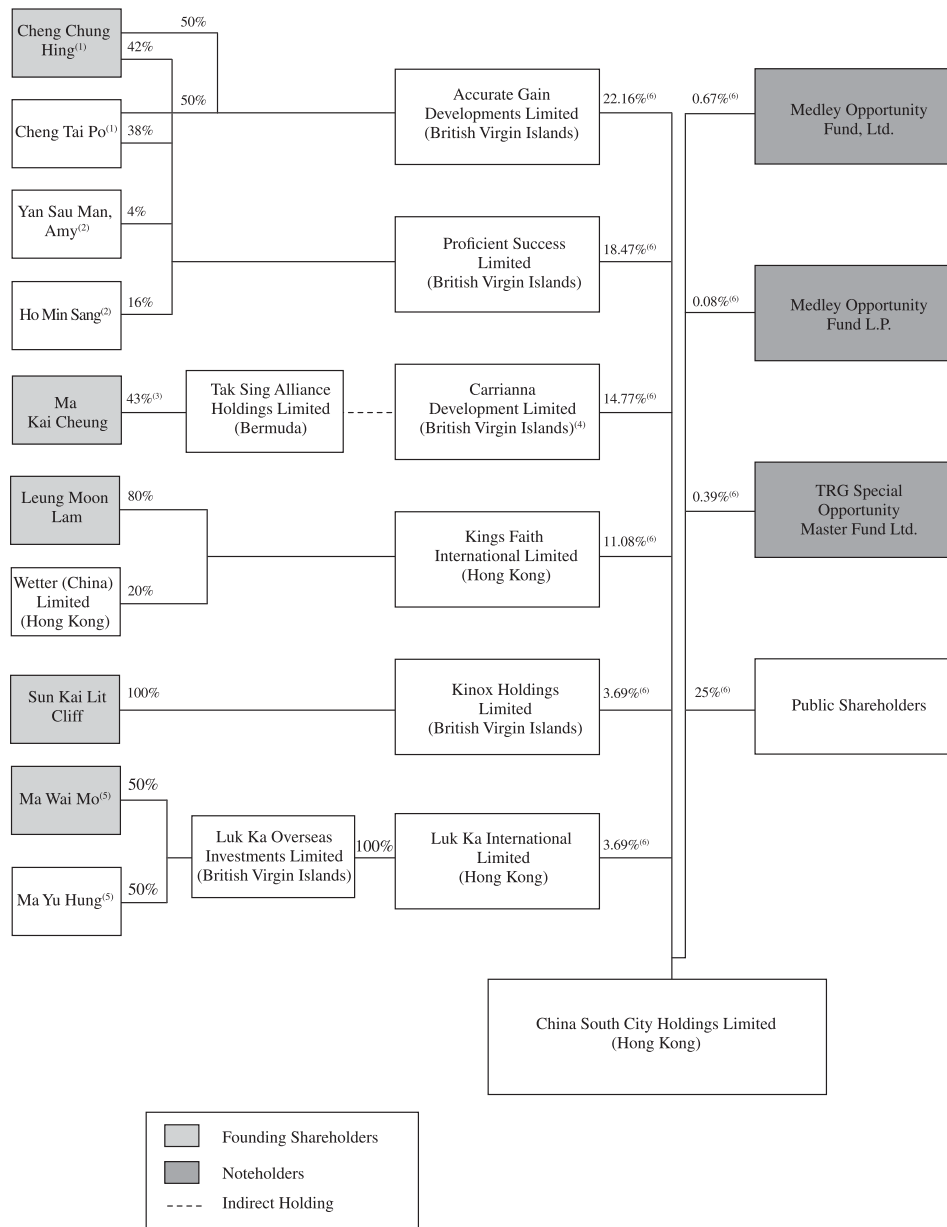 Cheng Chung
Hing(1)
50%
42%
50%
Cheng Tai Po(1)
38%
Yan Sau Man,
Amy(2)
4%
Ho Min Sang(2)
16%
Accurate Gain
Developments Limited
(British Virgin Islands)
22.16%(6)
0.67%(6)
Medley Opportunity
Fund, Ltd.
Proficient Success
Limited
(British Virgin Islands)
18.47%(6)
0.08%(6)
Medley Opportunity
Fund L.P.
Ma
Kai Cheung
43%(3)
Tak Sing Alliance
Holdings Limited
(Bermuda)
Carrianna
Development Limited
(British Virgin Islands)(4)
14.77%(6)
Leung Moon
Lam
80%
Wetter (China)
Limited
(Hong Kong)
20%
Kings Faith
International Limited
(Hong Kong)
11.08%(6)
0.39%(6)
TRG Special
Opportunity
Master Fund Ltd.
Sun Kai Lit
Cliff
100%
Kinox Holdings
Limited
(British Virgin Islands)
3.69%(6)
25%(6)
Public Shareholders
Ma Wai Mo(5)
50%
Ma Yu Hung(5)
50%
Luk Ka Overseas
Investments Limited
(British Virgin Islands)
100%
Luk Ka International
Limited
(Hong Kong)
3.69%(6)
China South City Holdings Limited
(Hong Kong)
Founding Shareholders
Noteholders
Indirect Holding